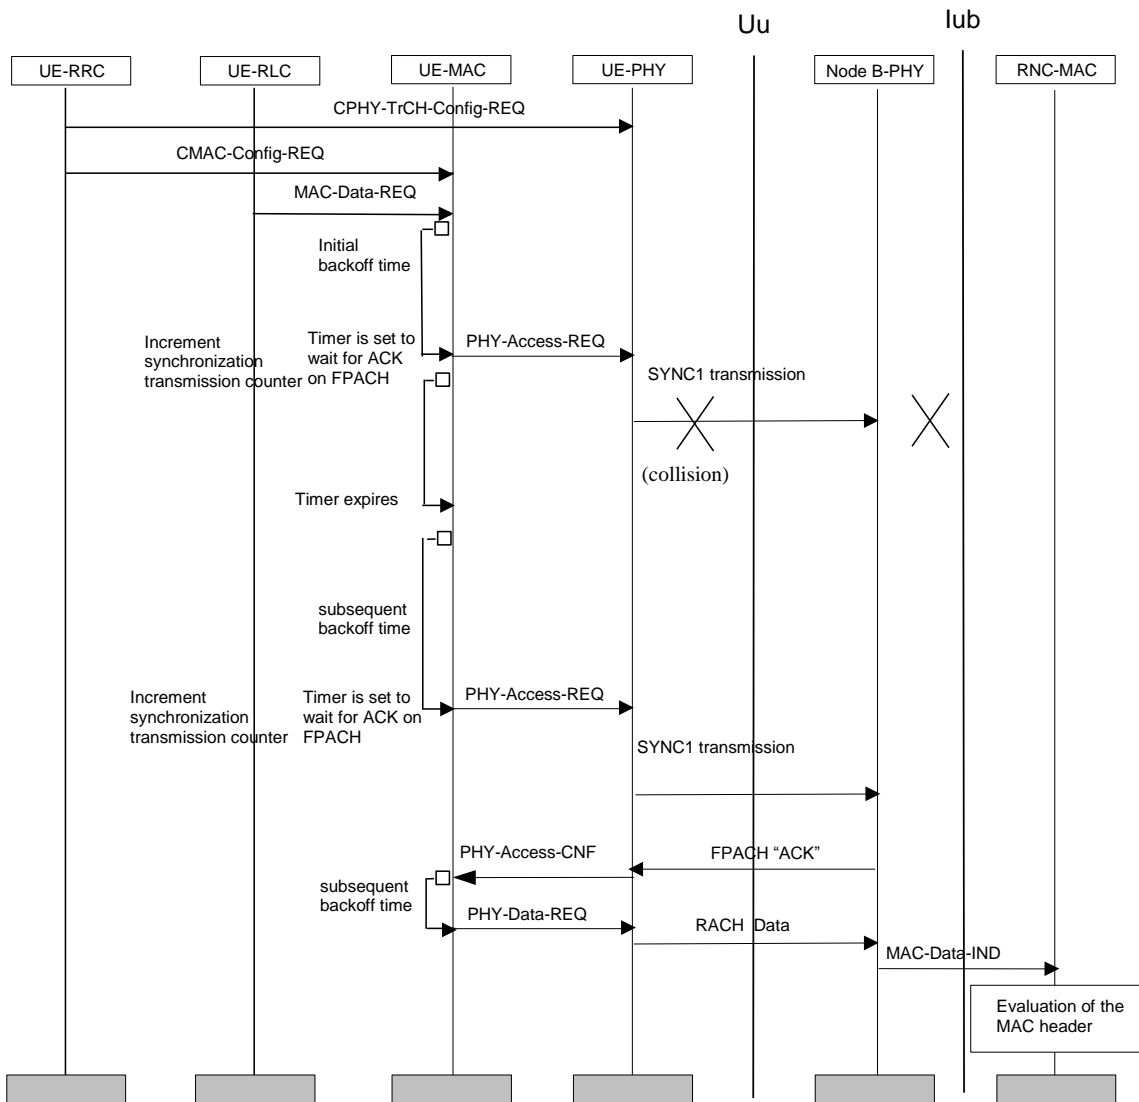 Uu
Iub
UE-RRC
UE-RLC
UE-MAC
UE-PHY
Node B-PHY
RNC-MAC
CPHY-TrCH-Config-REQ
CMAC-Config-REQ
MAC-Data-REQ
Initial
backoff time
Increment
synchronization
transmission counter
Timer is set to
wait for ACK
on FPACH
PHY-Access-REQ
SYNC1 transmission
(collision)
Timer expires
subsequent
backoff time
Increment
synchronization
transmission counter
Timer is set to
wait for ACK on
FPACH
PHY-Access-REQ
SYNC1 transmission
PHY-Access-CNF
FPACH “ACK”
subsequent
backoff time
PHY-Data-REQ
RACH Data
MAC-Data-IND
Evaluation of the
MAC header